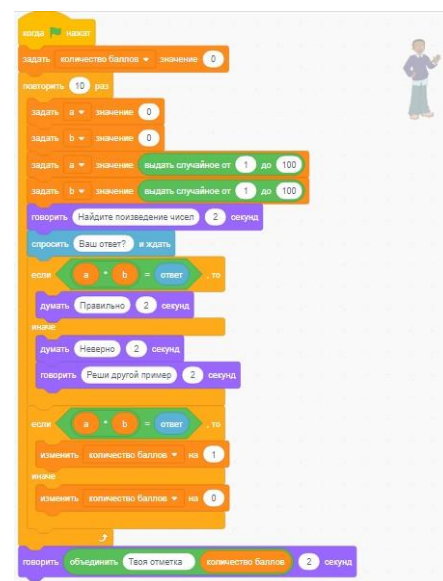 когда нажат
задать количество баллов значение 0
повторить 10 раз
задать a значение 0
задать b значение 0
задать a значение выдать случайное от 1 до 100
задать b значение выдать случайное от 1 до 100
говорить Найдите поизведение чисел 2 секунд
спросить Ваш ответ? и ждать
если a * b = ответ , то
думать Правильно 2 секунд
иначе
думать Неверно 2 секунд
говорить Реши другой пример 2 секунд
если a * b = ответ , то
изменить количество баллов на 1
иначе
изменить количество баллов на 0
говорить объединить Твоя отметка количество баллов 2 секунд